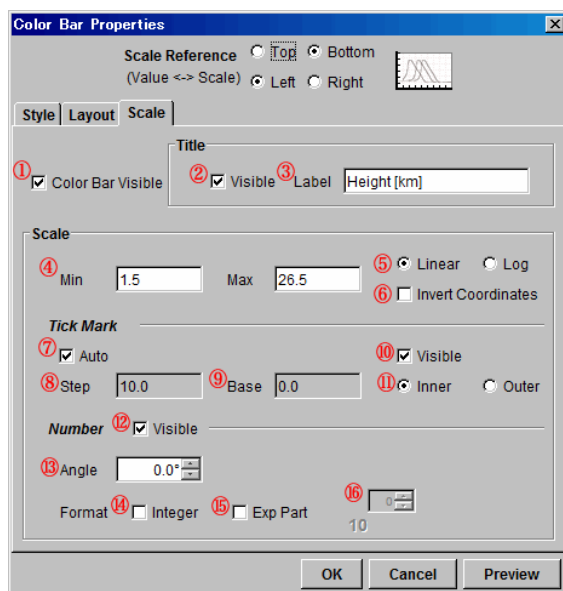 Color Bar Properties
Scale Reference Top Bottom
(Value <-> Scale) Left Right
Style Layout Scale
Title
① Color Bar Visible ② Visible ③ Label Height [km]
Scale
④ Min 1.5 Max 26.5 ⑤ Linear Log
⑥ Invert Coordinates
Tick Mark
⑦ Auto ⑩ Visible
⑧ Step 10.0 ⑨ Base 0.0 ⑪ Inner Outer
Number ⑫ Visible
⑬ Angle 0.0°
Format ⑭ Integer ⑮ Exp Part ⑯ 0
10
OK Cancel Preview